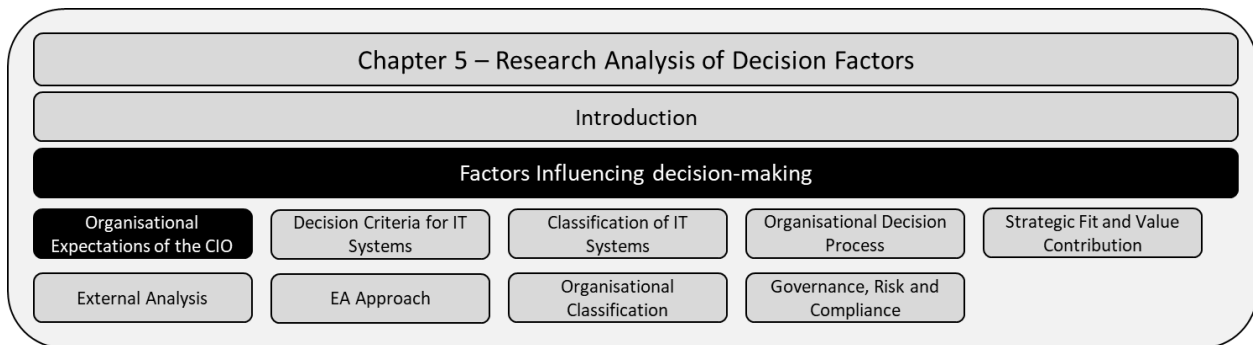 Chapter 5 – Research Analysis of Decision Factors
Introduction
Factors Influencing decision-making
Organisational
Expectations of the CIO
Decision Criteria for IT
Systems
Classification of IT
Systems
Organisational Decision
Process
Strategic Fit and Value
Contribution
External Analysis
EA Approach
Organisational
Classification
Governance, Risk and
Compliance